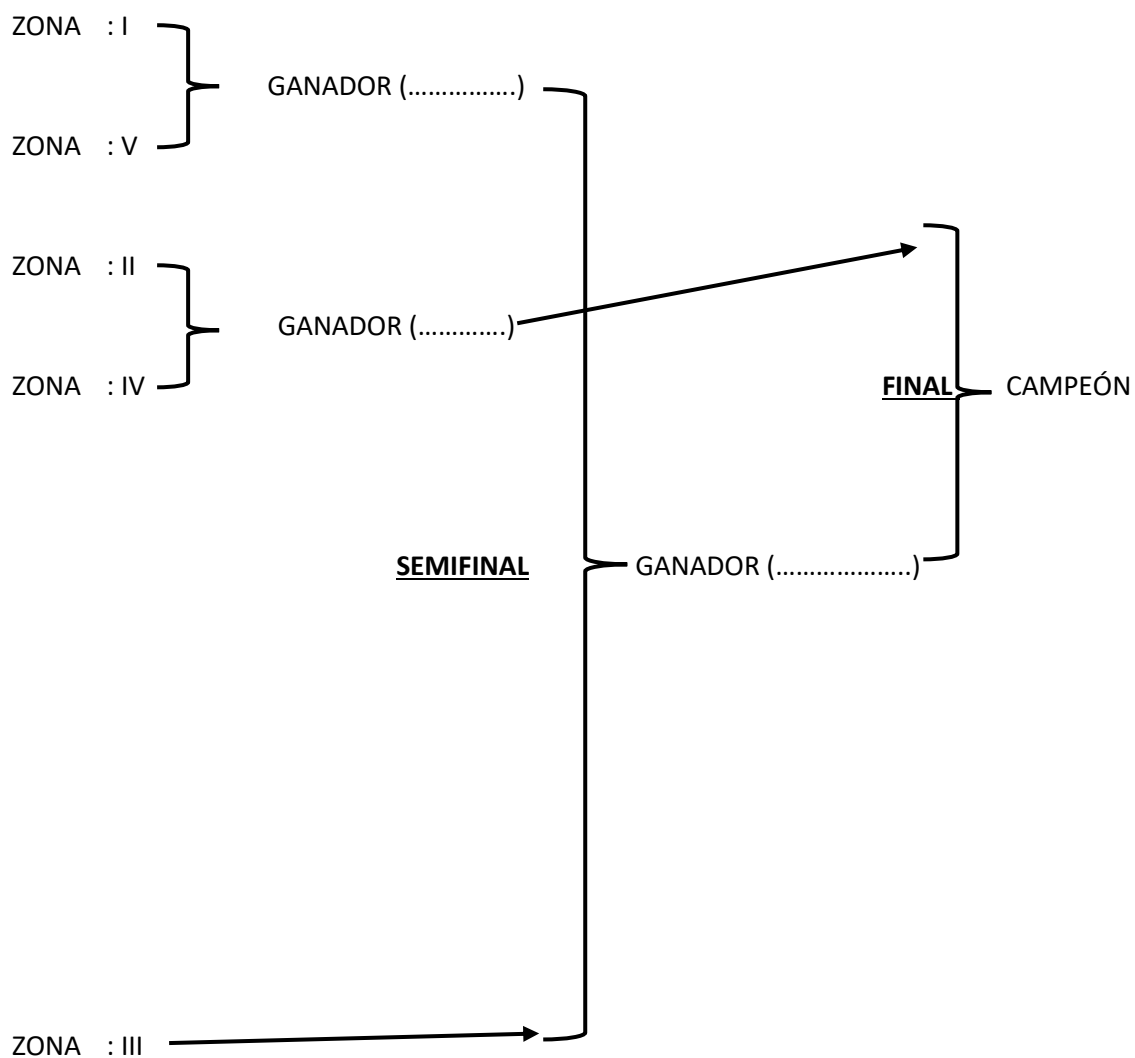 ZONA : I
GANADOR (................)
ZONA : V
ZONA : II
GANADOR (.............)
ZONA : IV
FINAL
CAMPEÓN
SEMIFINAL
GANADOR (....................)
ZONA : III